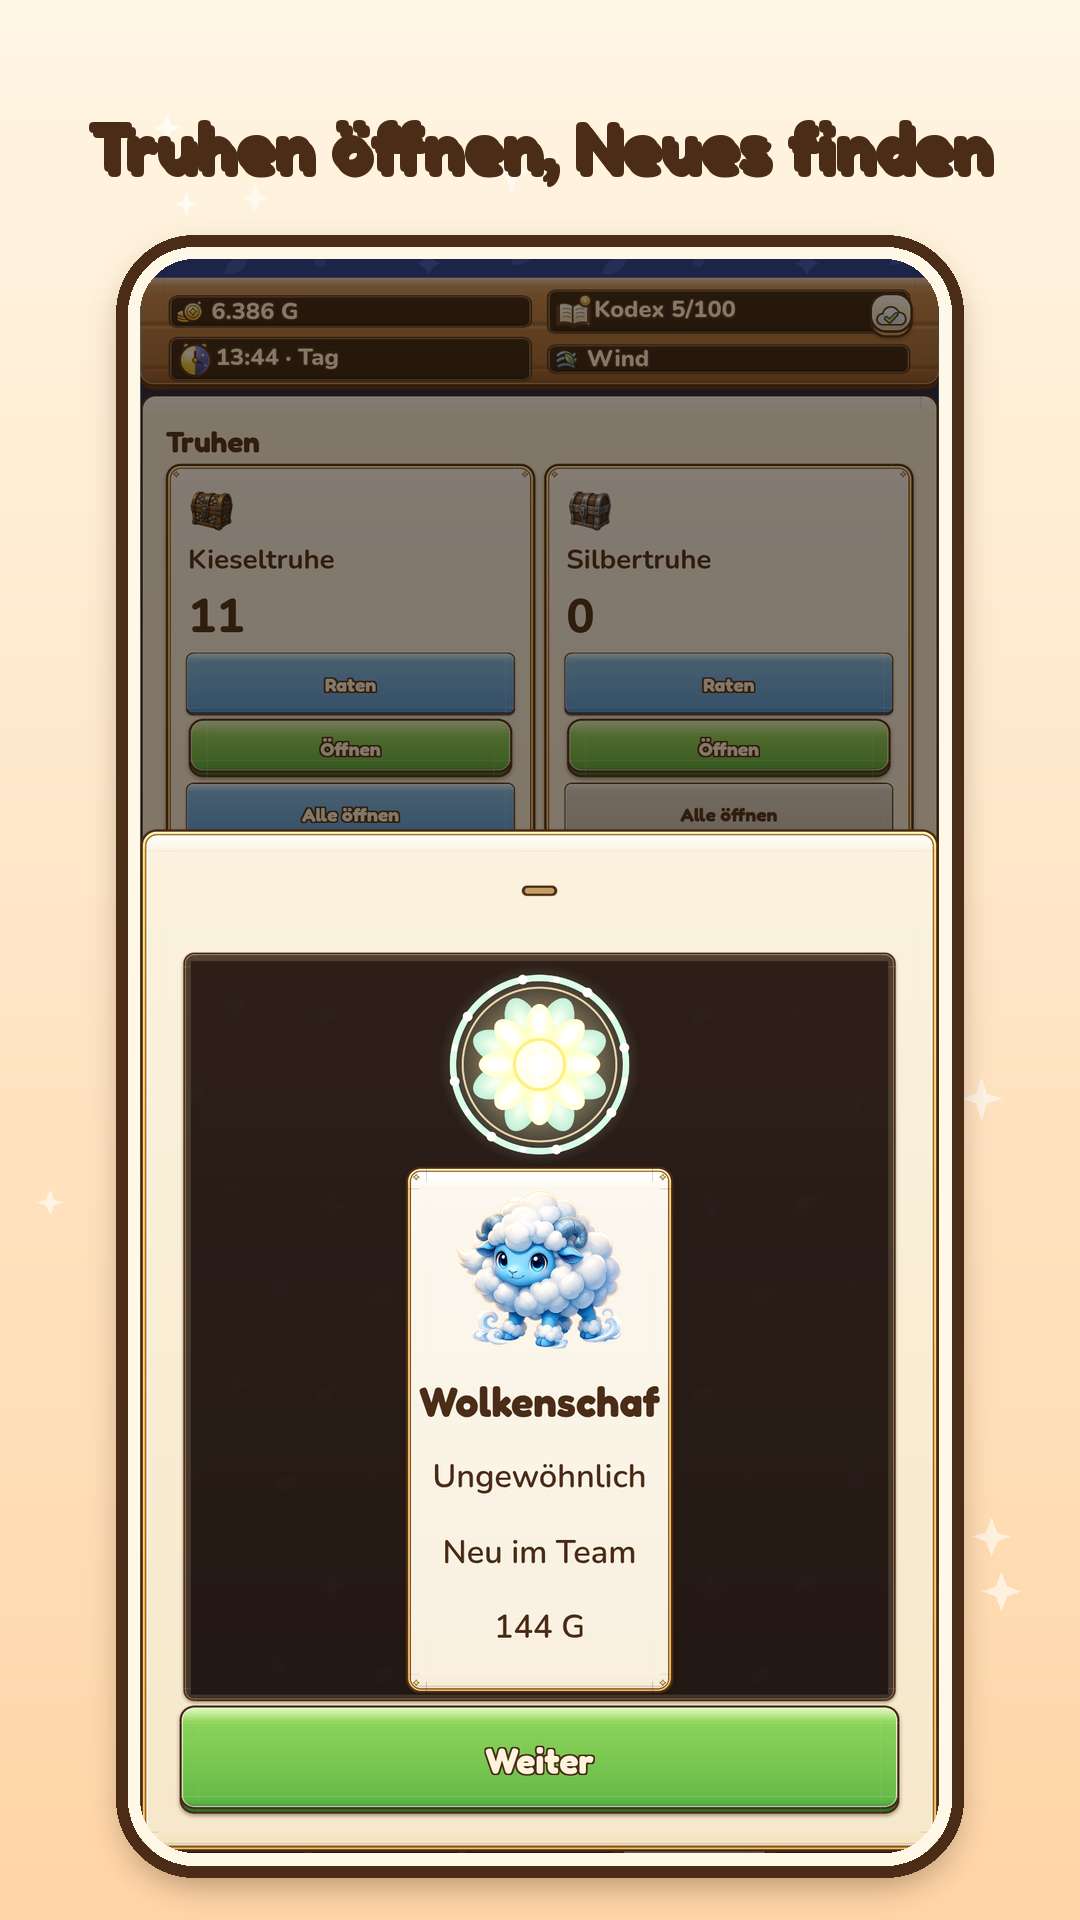 Truhen öffnen, Neues finden
6.386 G
Kodex 5/100
13:44 · Tag
Wind
Truhen
Kieseltruhe
Silbertruhe
11
0
Raten
Raten
Öffnen
Öffnen
Alle öffnen
Alle öffnen
Wolkenschaf
Ungewöhnlich
Neu im Team
144 G
Weiter